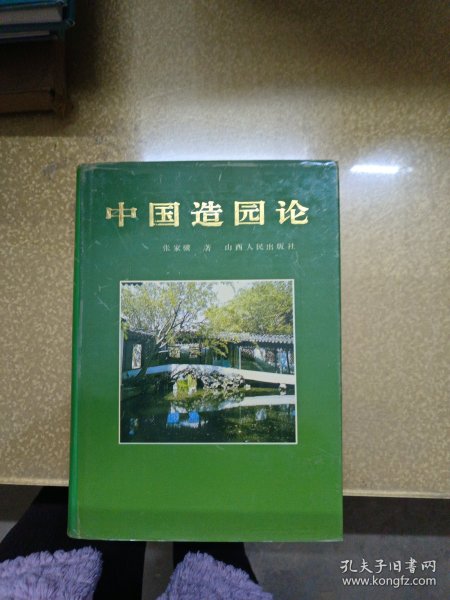 中国造园论
张家骥 著 山西人民出版社
孔夫子旧书网
www.kongfz.com